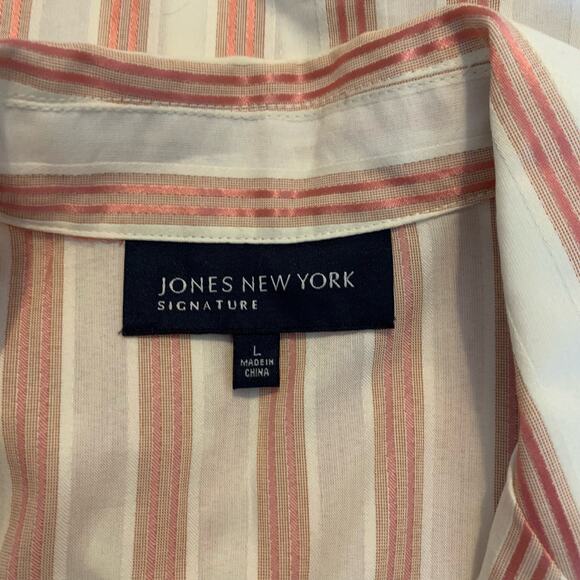 JONES NEW YORK
SIGNATURE
L
MADE IN
CHINA